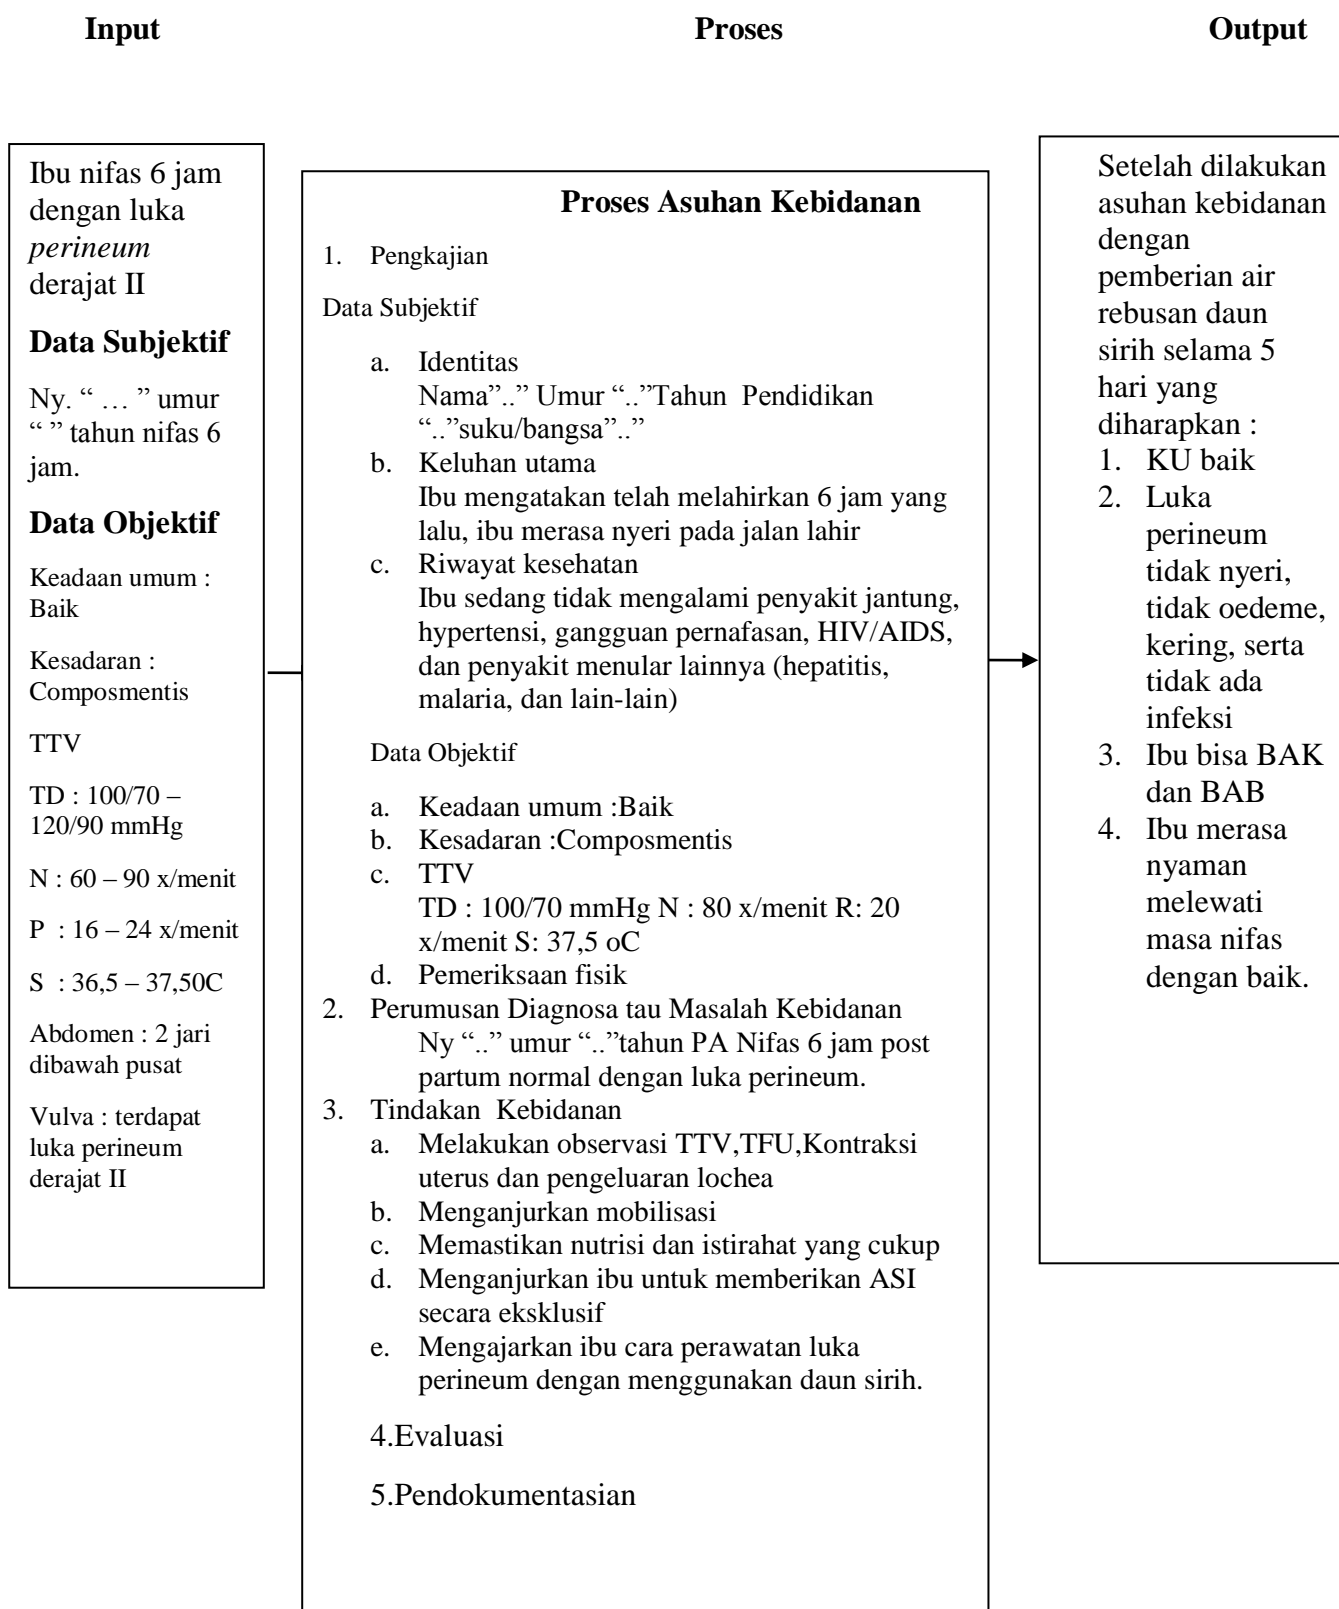 Input
Proses
Output
Ibu nifas 6 jam
dengan luka
perineum
derajat II
Data Subjektif
Ny. “ … ” umur
“ ” tahun nifas 6
jam.
Data Objektif
Keadaan umum :
Baik
Kesadaran :
Composmentis
TTV
TD : 100/70 –
120/90 mmHg
N : 60 – 90 x/menit
P : 16 – 24 x/menit
S : 36,5 – 37,50C
Abdomen : 2 jari
dibawah pusat
Vulva : terdapat
luka perineum
derajat II
Proses Asuhan Kebidanan
1. Pengkajian
Data Subjektif
a. Identitas
Nama”..” Umur “..”Tahun Pendidikan
“..”suku/bangsa”..”
b. Keluhan utama
Ibu mengatakan telah melahirkan 6 jam yang
lalu, ibu merasa nyeri pada jalan lahir
c. Riwayat kesehatan
Ibu sedang tidak mengalami penyakit jantung,
hypertensi, gangguan pernafasan, HIV/AIDS,
dan penyakit menular lainnya (hepatitis,
malaria, dan lain-lain)
Data Objektif
a. Keadaan umum :Baik
b. Kesadaran :Composmentis
c. TTV
TD : 100/70 mmHg N : 80 x/menit R: 20
x/menit S: 37,5 oC
d. Pemeriksaan fisik
2. Perumusan Diagnosa tau Masalah Kebidanan
Ny “..” umur “..”tahun PA Nifas 6 jam post
partum normal dengan luka perineum.
3. Tindakan Kebidanan
a. Melakukan observasi TTV,TFU,Kontraksi
uterus dan pengeluaran lochea
b. Menganjurkan mobilisasi
c. Memastikan nutrisi dan istirahat yang cukup
d. Menganjurkan ibu untuk memberikan ASI
secara eksklusif
e. Mengajarkan ibu cara perawatan luka
perineum dengan menggunakan daun sirih.
4.Evaluasi
5.Pendokumentasian
Setelah dilakukan
asuhan kebidanan
dengan
pemberian air
rebusan daun
sirih selama 5
hari yang
diharapkan :
1. KU baik
2. Luka
perineum
tidak nyeri,
tidak oedeme,
kering, serta
tidak ada
infeksi
3. Ibu bisa BAK
dan BAB
4. Ibu merasa
nyaman
melewati
masa nifas
dengan baik.